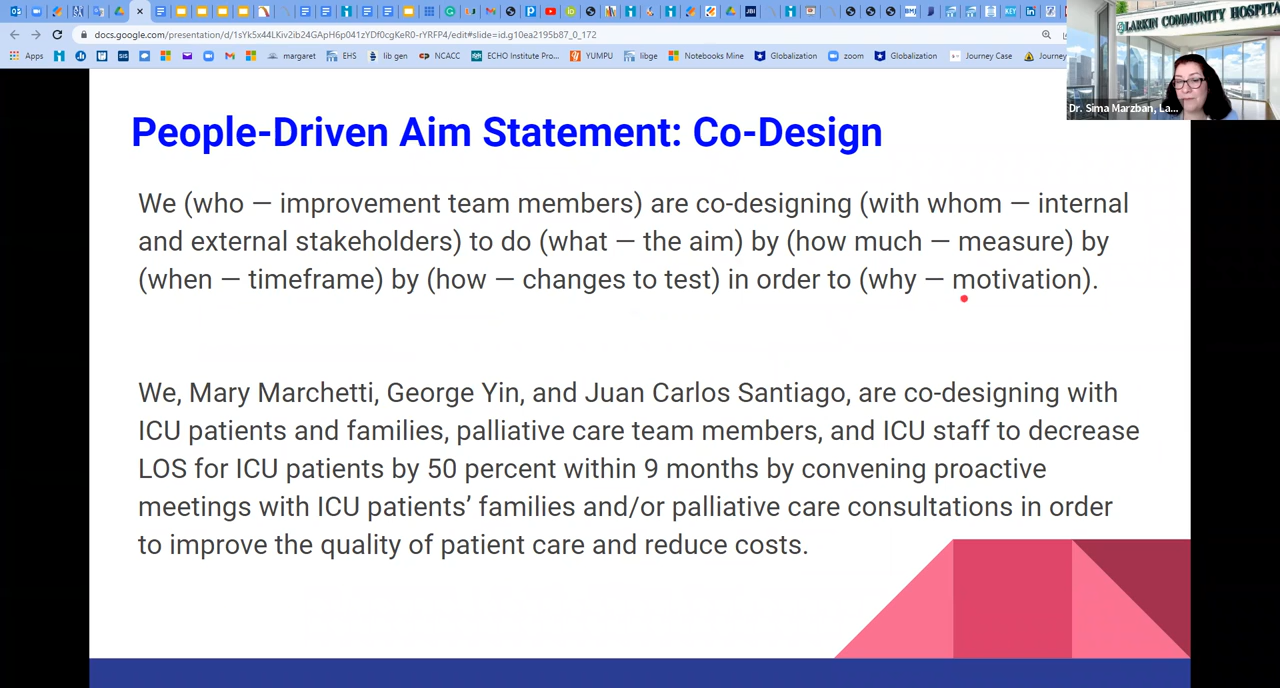 docs.google.com/presentation/d/1sYk5x44LKiv2ib24GApH6p041zYDf0cgKeR0-rYAFP4/edit#slide=id.g10ea2195b87_0_172
Apps margaret EHS lib gen NCACC ECHO Institute Pro... YUMPU libge Notebooks Mine Globalization zoom Globalization Journey Case Journey
LARKIN COMMUNITY HOSPITA
Dr. Sima Marzban, La...
People-Driven Aim Statement: Co-Design
We (who — improvement team members) are co-designing (with whom — internal
and external stakeholders) to do (what — the aim) by (how much — measure) by
(when — timeframe) by (how — changes to test) in order to (why — motivation).
We, Mary Marchetti, George Yin, and Juan Carlos Santiago, are co-designing with
ICU patients and families, palliative care team members, and ICU staff to decrease
LOS for ICU patients by 50 percent within 9 months by convening proactive
meetings with ICU patients’ families and/or palliative care consultations in order
to improve the quality of patient care and reduce costs.